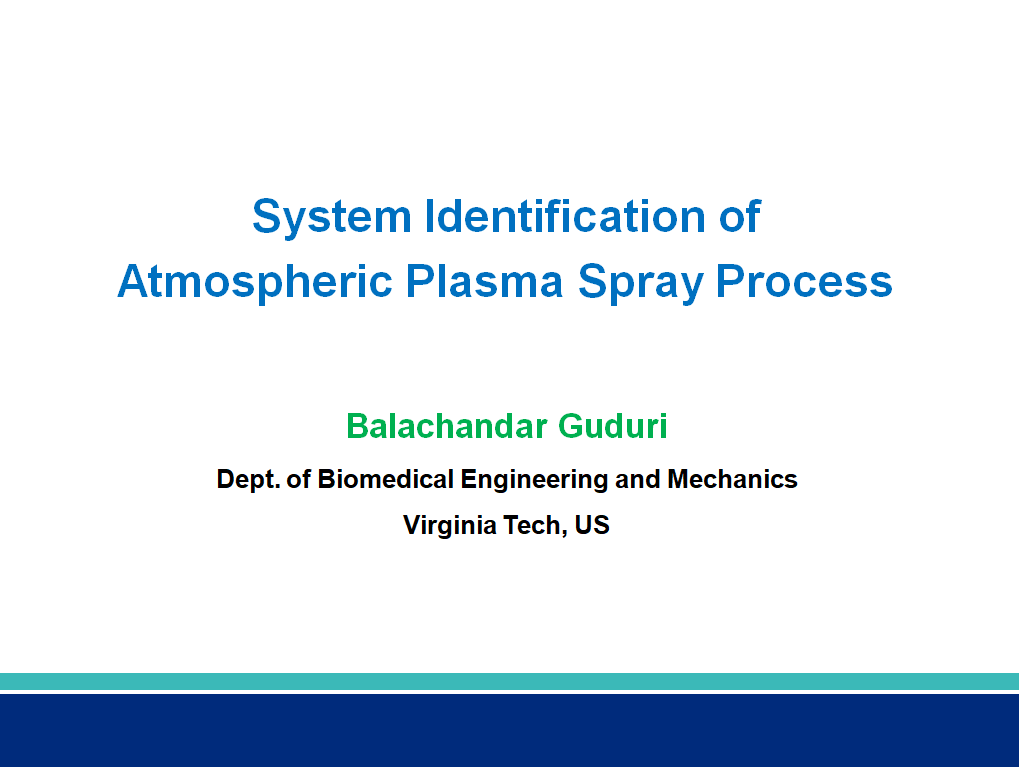 System Identification of
Atmospheric Plasma Spray Process
Balachandar Guduri
Dept. of Biomedical Engineering and Mechanics
Virginia Tech, US